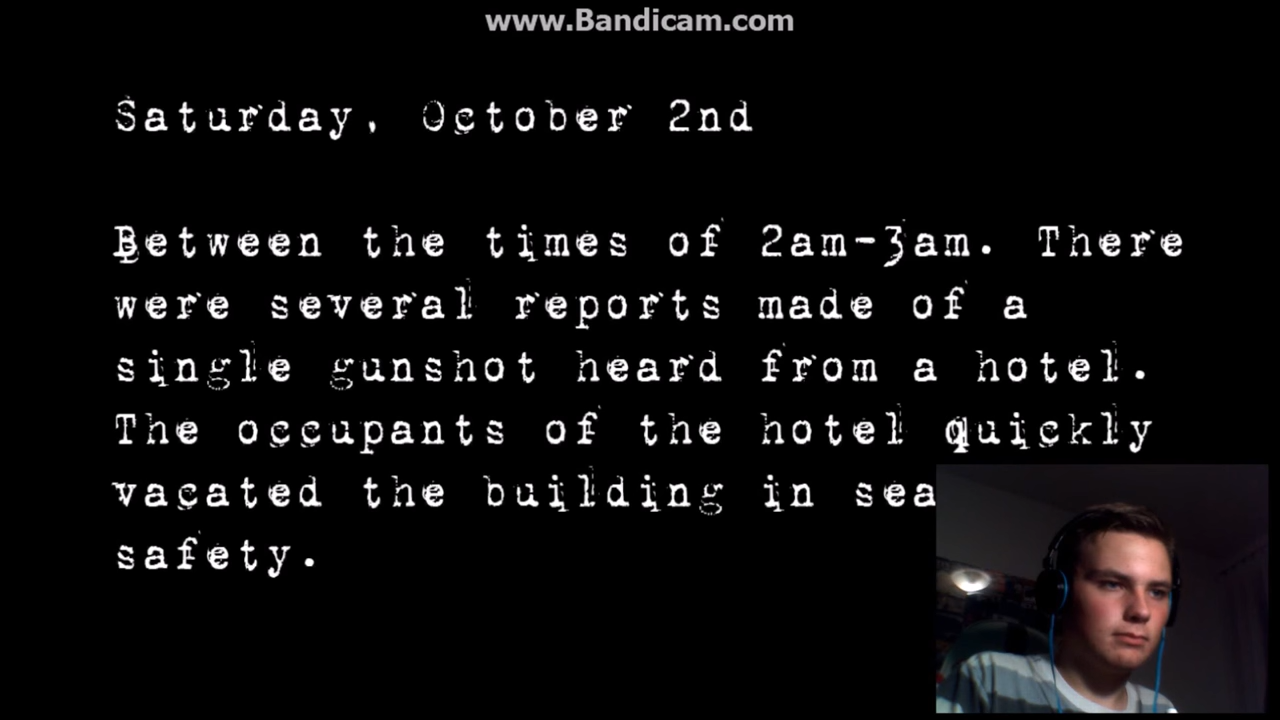 www.Bandicam.com
Saturday, October 2nd
Between the times of 2am-3am. There
were several reports made of a
single gunshot heard from a hotel.
The occupants of the hotel quickly
vacated the building in
safety.